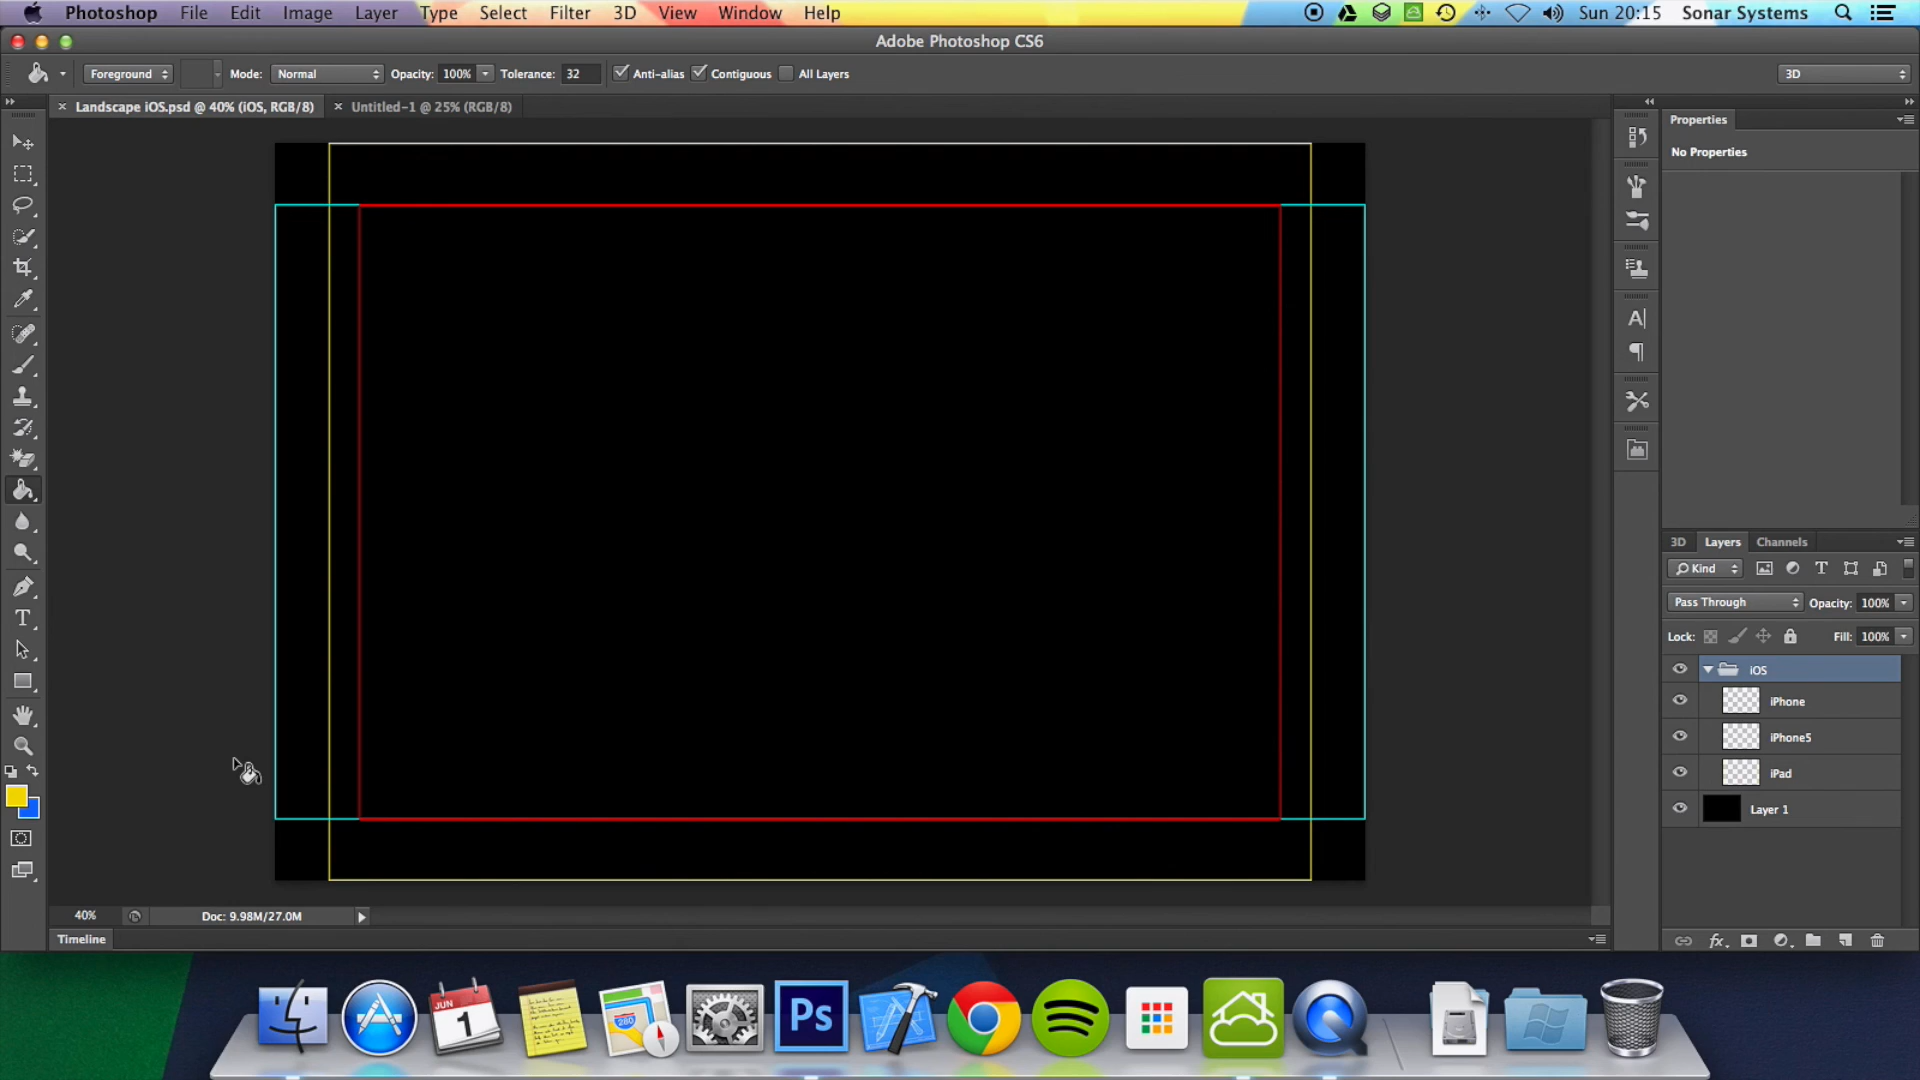 Photoshop File Edit Image Layer Type Select Filter 3D View Window Help Sun 20:15 Sonar Systems
Adobe Photoshop CS6
Foreground Mode: Normal Opacity: 100% Tolerance: 32 Anti-alias Contiguous All Layers 3D
Landscape iOS.psd @ 40% (iOS, RGB/8) Untitled-1 @ 25% (RGB/8)
Properties
No Properties
3D Layers Channels
Kind
Pass Through Opacity: 100%
Lock: Fill: 100%
iOS
iPhone
iPhone5
iPad
Layer 1
40% Doc: 9.98M/27.0M
Timeline
JUN
1
280
Ps